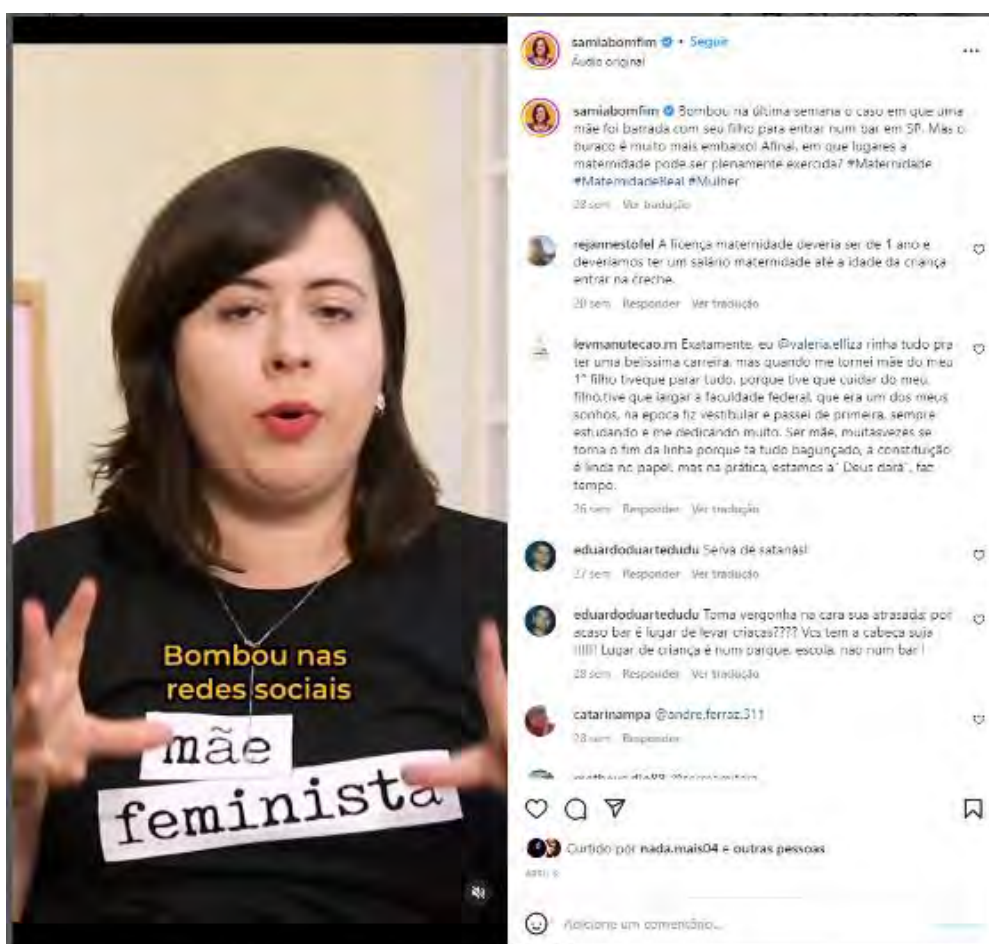 Bombou nas
redes sociais
mãe
feminista
samiabomfim • Seguir
Áudio original
samiabomfim Bombou na última semana o caso em que uma
mãe foi barrada com seu filho para entrar num bar em SP. Mas o
buraco é muito mais embaixo! Afinal, em que lugares a
maternidade pode ser plenamente exercida? #Maternidade
#MaternidadeReal #Mulher
28 sem Ver tradução
rejannestofel A licença maternidade deveria ser de 1 ano e
deveríamos ter um salário maternidade até a idade da criança
entrar na creche.
20 sem Responder Ver tradução
levmanutecao.m Exatamente, eu @valeria.elliza rinha tudo pra
ter uma belíssima carreira, mas quando me tornei mãe do meu
1° filho tiveque parar tudo, porque tive que cuidar do meu
filho,tive que largar a faculdade federal, que era um dos meus
sonhos, na epoca fiz vestibular e passei de primeira, sempre
estudando e me dedicando muito. Ser mãe, muitasvezes se
torna o fim da linha porque ta tudo bagunçado, a constituição
é linda no papel, mas na prática, estamos a" Deus dará", faz
tempo.
26 sem Responder Ver tradução
eduardoduartedudu Serva de satanás!
27 sem Responder Ver tradução
eduardoduartedudu Toma vergonha na cara sua atrasada; por
acaso bar é lugar de levar criaças???? Vcs tem a cabeça suja
!!!!!! Lugar de criança é num parque, escola, nao num bar !
28 sem Responder Ver tradução
catarinampa @andre.ferraz.311
28 sem Responder
Curtido por nada.mais04 e outras pessoas
Adicione um comentário...